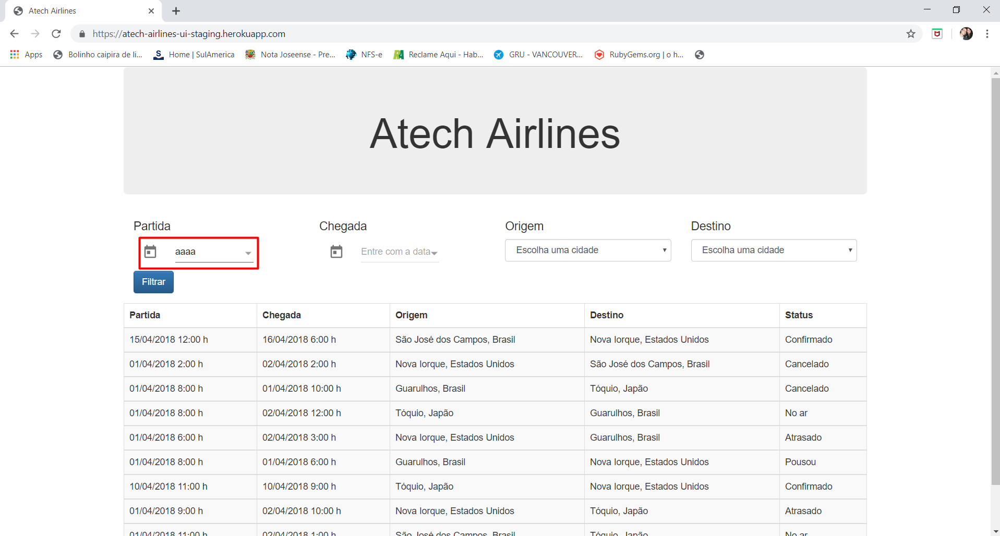 Atech Airlines
https://atech-airlines-ui-staging.herokuapp.com
Apps Bolinho caipira de li... Home | SulAmerica Nota Joseense - Pre... NFS-e Reclame Aqui - Hab... GRU - VANCOUVER... RubyGems.org | o h...
Atech Airlines
Partida Chegada Origem Destino
aaaa Entre com a data Escolha uma cidade Escolha uma cidade
Filtrar
Partida Chegada Origem Destino Status
15/04/2018 12:00 h 16/04/2018 6:00 h São José dos Campos, Brasil Nova Iorque, Estados Unidos Confirmado
01/04/2018 2:00 h 02/04/2018 2:00 h Nova Iorque, Estados Unidos São José dos Campos, Brasil Cancelado
01/04/2018 8:00 h 01/04/2018 10:00 h Guarulhos, Brasil Tóquio, Japão Cancelado
01/04/2018 8:00 h 02/04/2018 12:00 h Tóquio, Japão Guarulhos, Brasil No ar
01/04/2018 6:00 h 02/04/2018 3:00 h Nova Iorque, Estados Unidos Guarulhos, Brasil Atrasado
01/04/2018 8:00 h 01/04/2018 6:00 h Guarulhos, Brasil Nova Iorque, Estados Unidos Pousou
10/04/2018 11:00 h 10/04/2018 9:00 h Tóquio, Japão Nova Iorque, Estados Unidos Confirmado
01/04/2018 9:00 h 02/04/2018 10:00 h Nova Iorque, Estados Unidos Tóquio, Japão Atrasado
01/04/2018 11:00 h 02/04/2018 1:00 h São José dos Campos, Brasil Tóquio, Japão No ar